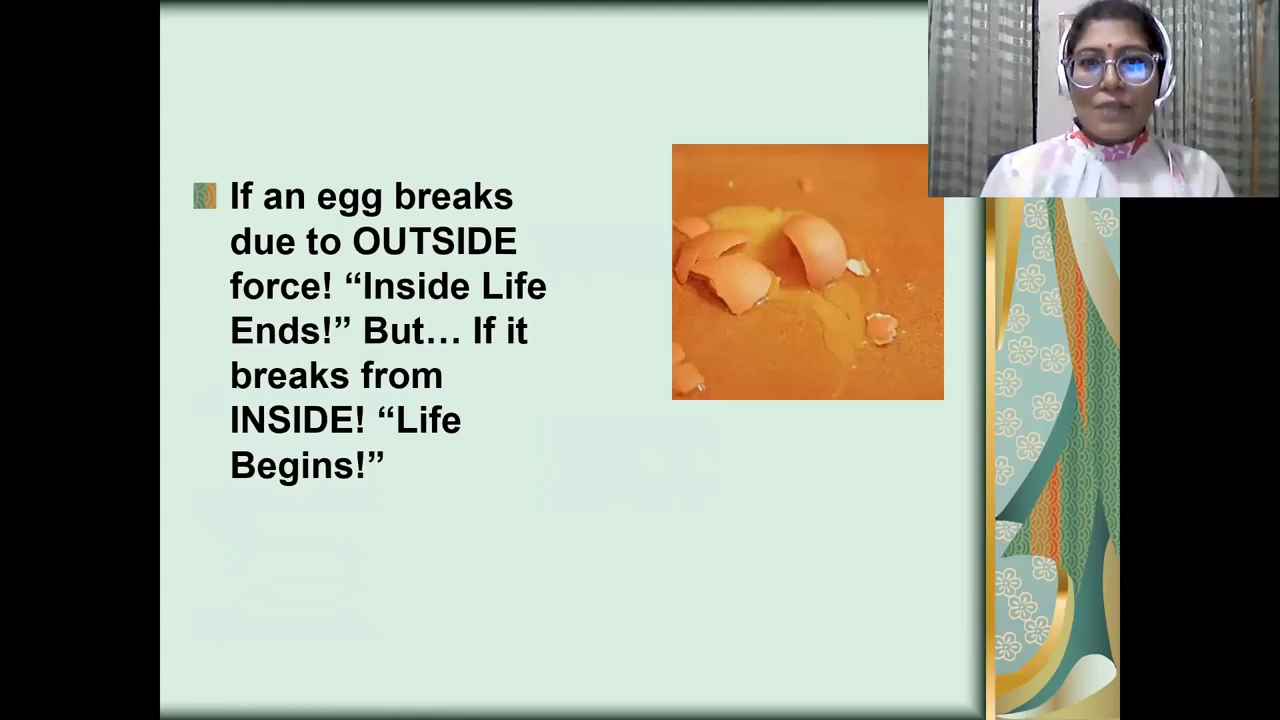 If an egg breaks
due to OUTSIDE
force! “Inside Life
Ends!” But… If it
breaks from
INSIDE! “Life
Begins!”